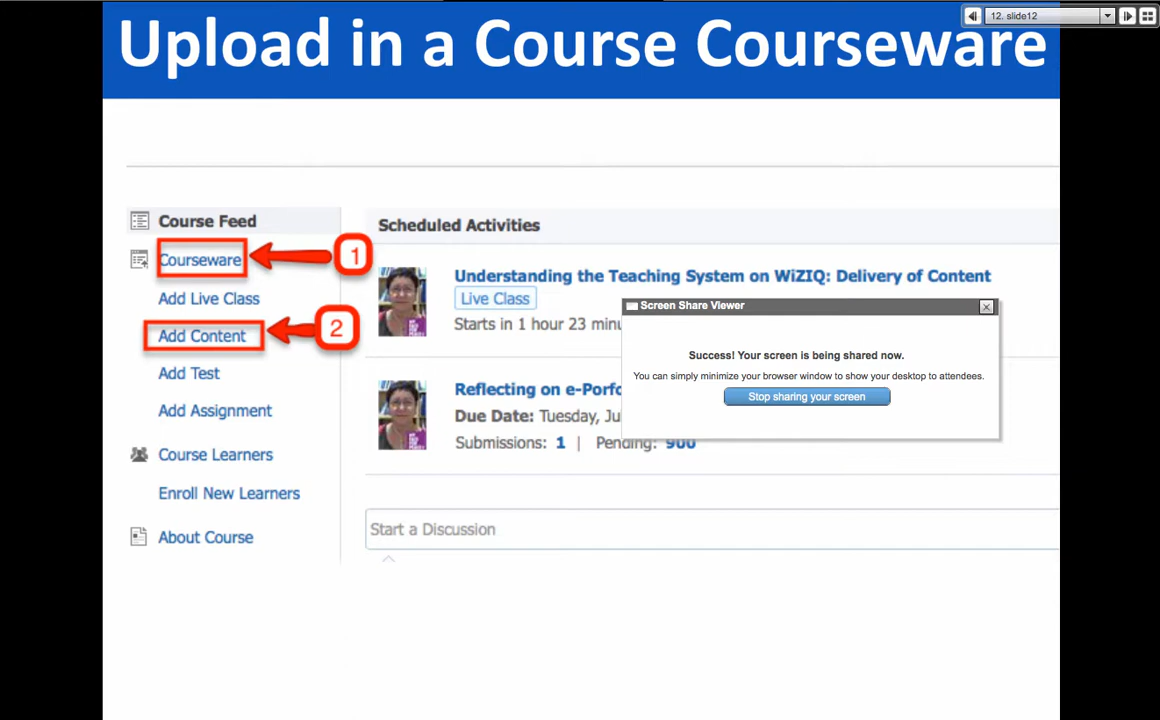 12. slide12
Upload in a Course Courseware
Course Feed
Courseware
1
Add Live Class
Add Content
2
Add Test
Add Assignment
Course Learners
Enroll New Learners
About Course
Scheduled Activities
Understanding the Teaching System on WiZiQ: Delivery of Content
Live Class
Starts in 1 hour 23
Reflecting on
Due Date: Tuesday,
Submissions: 1 | Pending: 900
Start a Discussion
Screen Share Viewer
Success! Your screen is being shared now.
You can simply minimize your browser window to show your desktop to attendees.
Stop sharing your screen